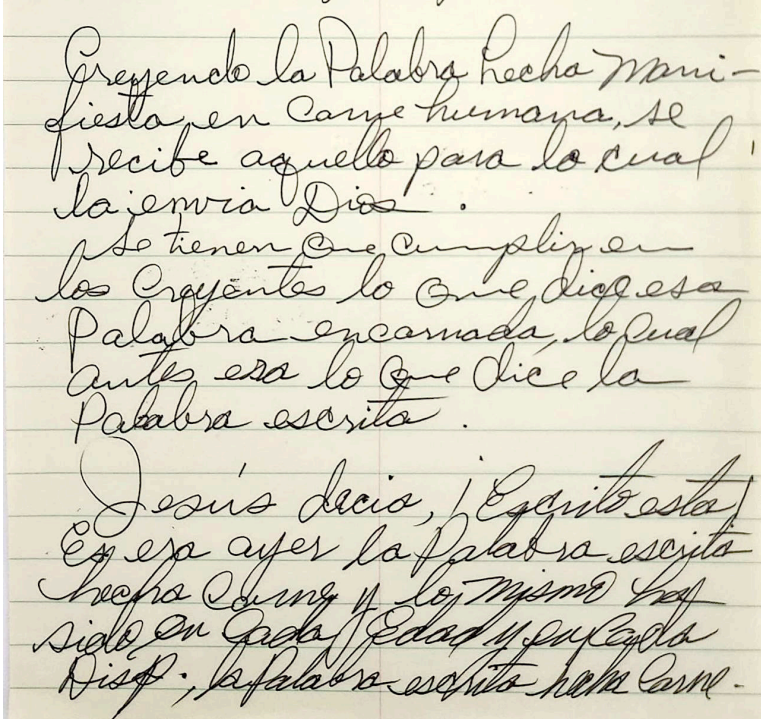 Creyendo la Palabra hecha mani-
fiesta en carne humana, se
recibe aquello para lo cual
la envia Dios.
Se tienen que cumplir en
los Creyentes lo que dice esa
Palabra encarnada, lo cual
antes era lo que dice la
Palabra escrita.
Jesús decia, ¡Escrito esta!
Es era ayer la Palabra escrita
hecha Carne y lo mismo ha
sido en cada Edad y en cada
Disp., la Palabra escrita hecha Carne.